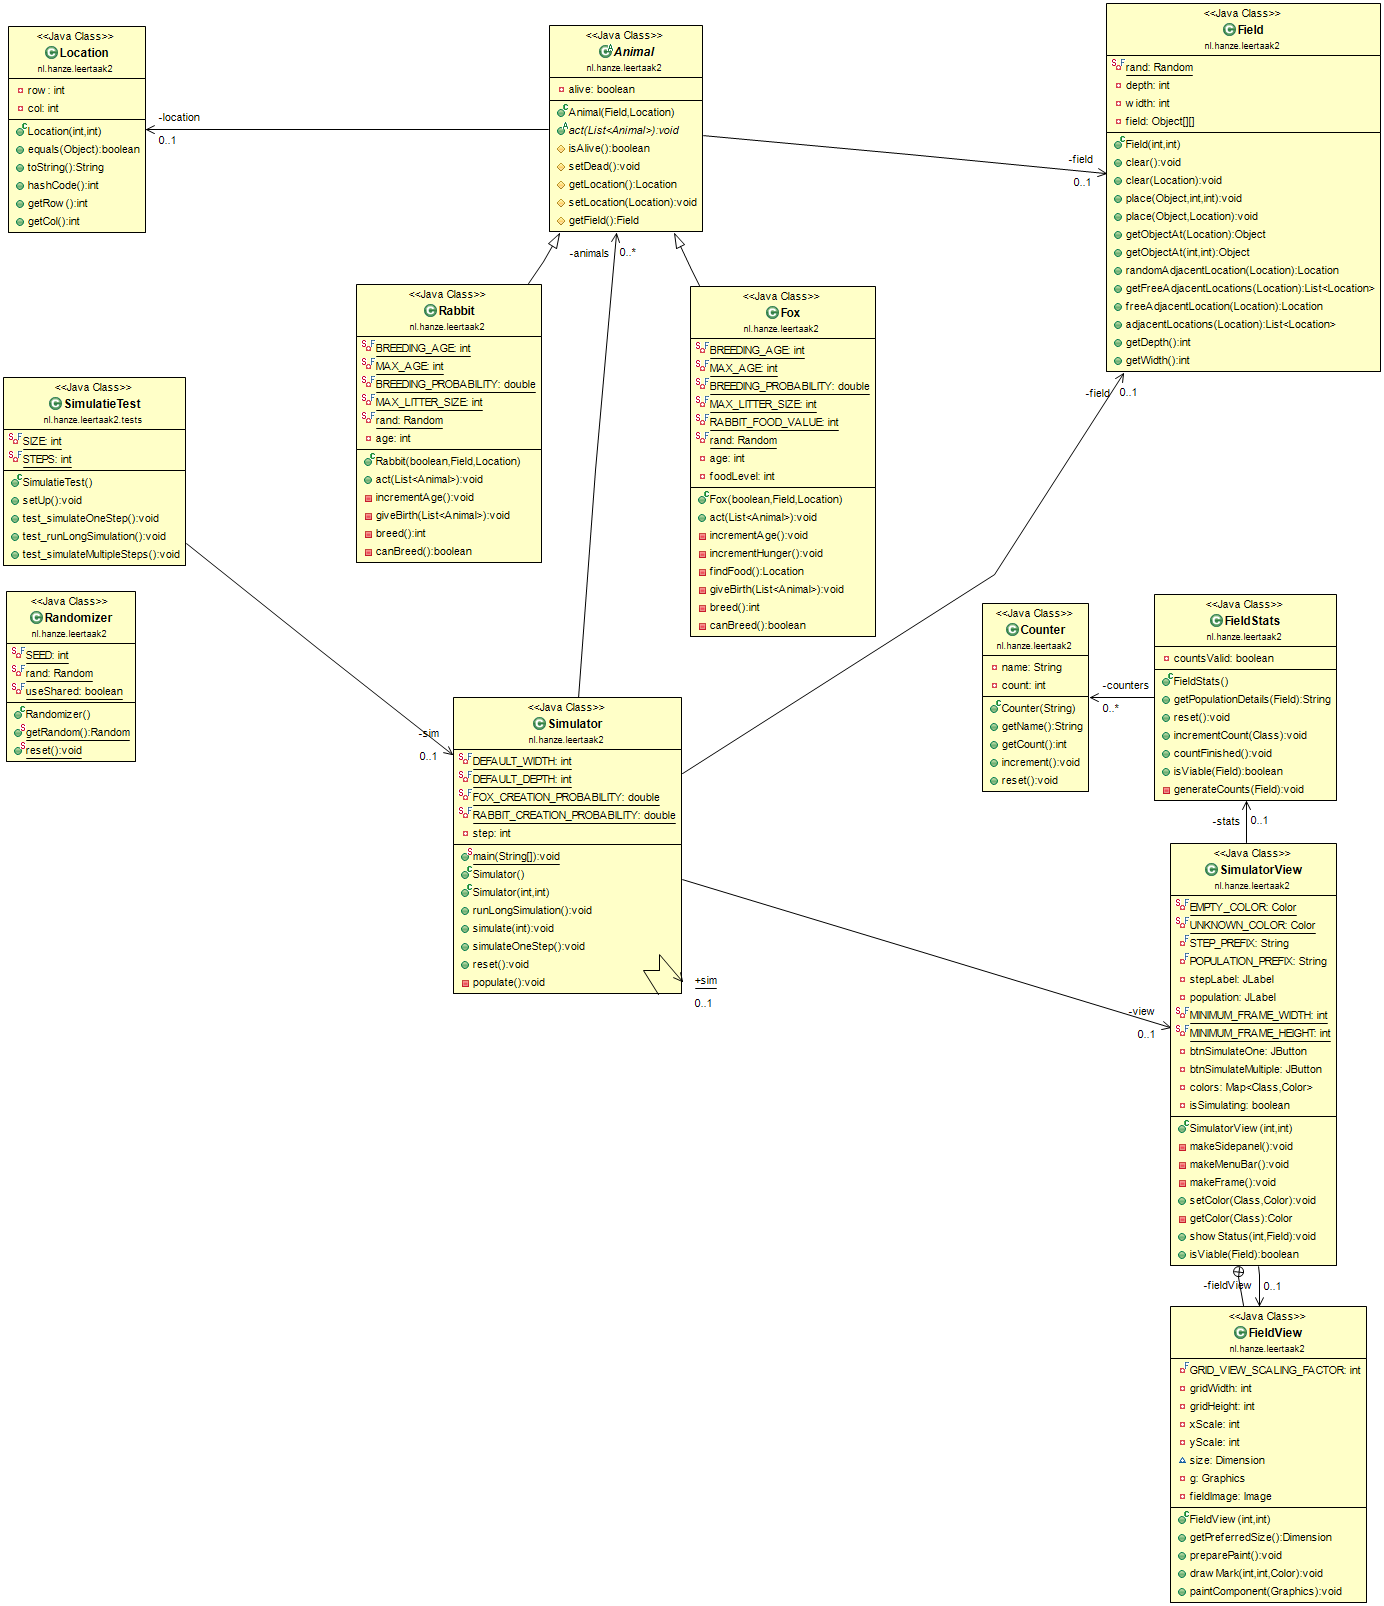 <<Java Class>>
Location
nl.hanze.leertaak2
row : int
col: int
Location(int,int)
equals(Object):boolean
toString():String
hashCode():int
getRow ():int
getCol():int
-location
0..1
<<Java Class>>
Animal
nl.hanze.leertaak2
alive: boolean
Animal(Field,Location)
act(List<Animal>):void
isAlive():boolean
setDead():void
getLocation():Location
setLocation(Location):void
getField():Field
-field
0..1
<<Java Class>>
Field
nl.hanze.leertaak2
rand: Random
depth: int
width: int
field: Object[][]
Field(int,int)
clear():void
clear(Location):void
place(Object,int,int):void
place(Object,Location):void
getObjectAt(Location):Object
getObjectAt(int,int):Object
randomAdjacentLocation(Location):Location
getFreeAdjacentLocations(Location):List<Location>
freeAdjacentLocation(Location):Location
adjacentLocations(Location):List<Location>
getDepth():int
getWidth():int
-animals
0..*
-field
0..1
<<Java Class>>
Rabbit
nl.hanze.leertaak2
BREEDING_AGE: int
MAX_AGE: int
BREEDING_PROBABILITY: double
MAX_LITTER_SIZE: int
rand: Random
age: int
Rabbit(boolean,Field,Location)
act(List<Animal>):void
incrementAge():void
giveBirth(List<Animal>):void
breed():int
canBreed():boolean
<<Java Class>>
Fox
nl.hanze.leertaak2
BREEDING_AGE: int
MAX_AGE: int
BREEDING_PROBABILITY: double
MAX_LITTER_SIZE: int
RABBIT_FOOD_VALUE: int
rand: Random
age: int
foodLevel: int
Fox(boolean,Field,Location)
act(List<Animal>):void
incrementAge():void
incrementHunger():void
findFood():Location
giveBirth(List<Animal>):void
breed():int
canBreed():boolean
<<Java Class>>
SimulatieTest
nl.hanze.leertaak2.tests
SIZE: int
STEPS: int
SimulatieTest()
setUp():void
test_simulateOneStep():void
test_runLongSimulation():void
test_simulateMultipleSteps():void
<<Java Class>>
Randomizer
nl.hanze.leertaak2
SEED: int
rand: Random
useShared: boolean
Randomizer()
getRandom():Random
reset():void
-sim
0..1
<<Java Class>>
Simulator
nl.hanze.leertaak2
DEFAULT_WIDTH: int
DEFAULT_DEPTH: int
FOX_CREATION_PROBABILITY: double
RABBIT_CREATION_PROBABILITY: double
step: int
main(String[]):void
Simulator()
Simulator(int,int)
runLongSimulation():void
simulate(int):void
simulateOneStep():void
reset():void
populate():void
+sim
0..1
<<Java Class>>
Counter
nl.hanze.leertaak2
name: String
count: int
Counter(String)
getName():String
getCount():int
increment():void
reset():void
-counters
0..*
<<Java Class>>
FieldStats
nl.hanze.leertaak2
countsValid: boolean
FieldStats()
getPopulationDetails(Field):String
reset():void
incrementCount(Class):void
countFinished():void
isViable(Field):boolean
generateCounts(Field):void
-stats
0..1
-view
0..1
<<Java Class>>
SimulatorView
nl.hanze.leertaak2
EMPTY_COLOR: Color
UNKNOWN_COLOR: Color
STEP_PREFIX: String
POPULATION_PREFIX: String
stepLabel: JLabel
population: JLabel
MINIMUM_FRAME_WIDTH: int
MINIMUM_FRAME_HEIGHT: int
btnSimulateOne: JButton
btnSimulateMultiple: JButton
colors: Map<Class,Color>
isSimulating: boolean
SimulatorView (int,int)
makeSidepanel():void
makeMenuBar():void
makeFrame():void
setColor(Class,Color):void
getColor(Class):Color
showStatus(int,Field):void
isViable(Field):boolean
-fieldView
0..1
<<Java Class>>
FieldView
nl.hanze.leertaak2
GRID_VIEW_SCALING_FACTOR: int
gridWidth: int
gridHeight: int
xScale: int
yScale: int
size: Dimension
g: Graphics
fieldImage: Image
FieldView (int,int)
getPreferredSize():Dimension
preparePaint():void
drawMark(int,int,Color):void
paintComponent(Graphics):void